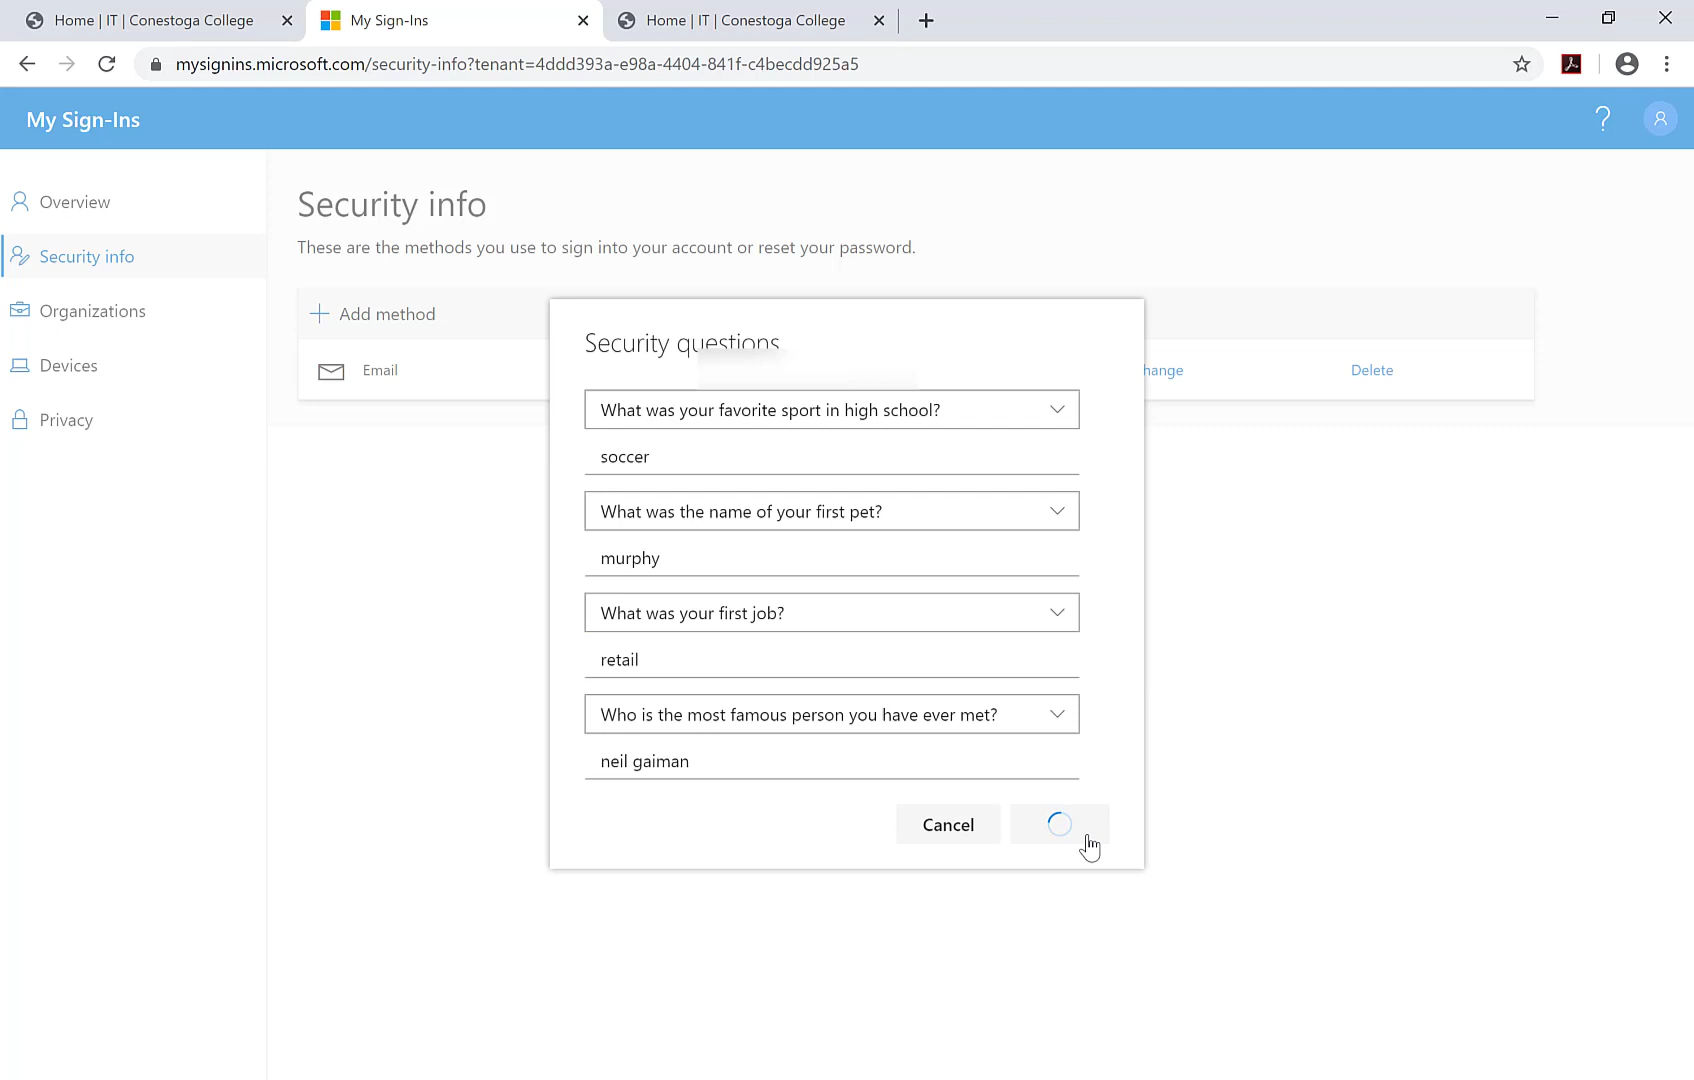 Home | IT | Conestoga College
My Sign-Ins
Home | IT | Conestoga College
mysignins.microsoft.com/security-info?tenant=4ddd393a-e98a-4404-841f-c4becdd925a5
My Sign-Ins
?
Overview
Security info
Organizations
Devices
Privacy
Security info
These are the methods you use to sign into your account or reset your password.
+ Add method
Email
hange
Delete
Security questions
What was your favorite sport in high school?
soccer
What was the name of your first pet?
murphy
What was your first job?
retail
Who is the most famous person you have ever met?
neil gaiman
Cancel